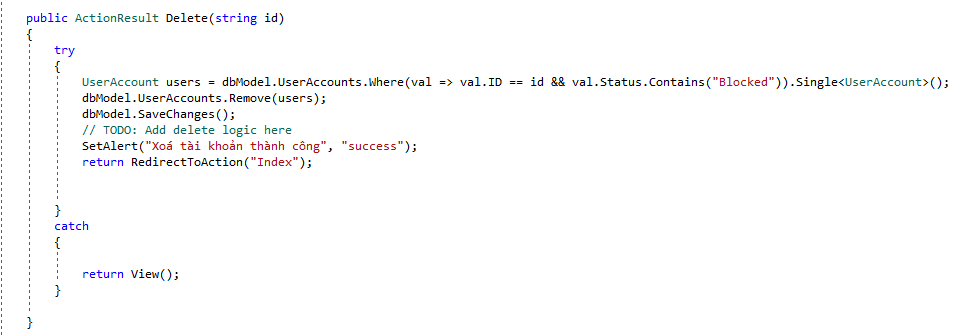 public ActionResult Delete(string id)
{
try
{
UserAccount users = dbModel.UserAccounts.Where(val => val.ID == id && val.Status.Contains("Blocked")).Single<UserAccount>();
dbModel.UserAccounts.Remove(users);
dbModel.SaveChanges();
// TODO: Add delete logic here
SetAlert("Xoá tài khoản thành công", "success");
return RedirectToAction("Index");
}
catch
{
return View();
}
}